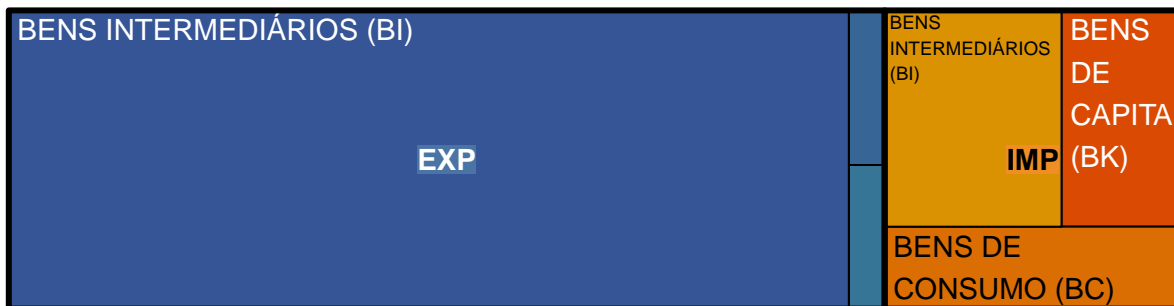 BENS INTERMEDIÁRIOS (BI)
EXP
BENS
INTERMEDIÁRIOS
(BI)
IMP
BENS
DE
CAPITA
(BK)
BENS DE
CONSUMO (BC)